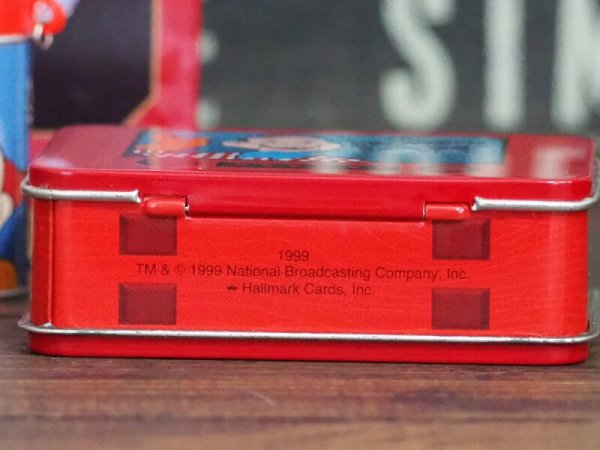 1999
TM & © 1999 National Broadcasting Company, Inc.
Hallmark Cards, Inc.